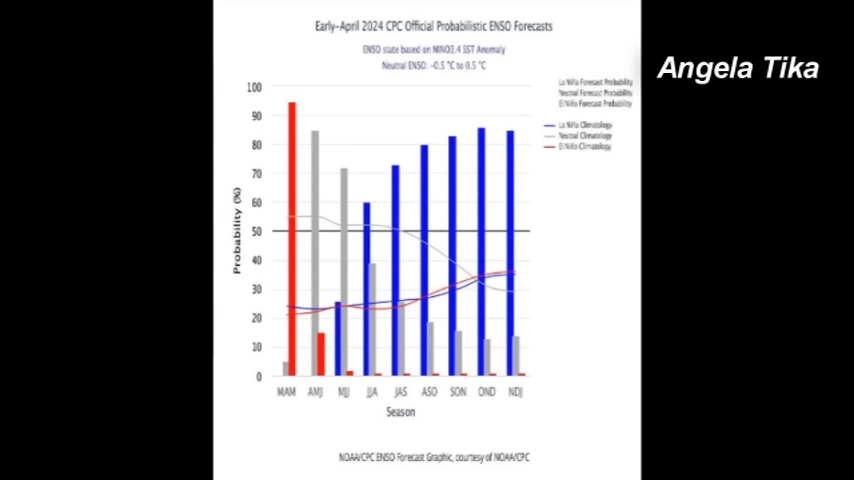 Early-April 2024 CPC Official Probabilistic ENSO Forecasts
ENSO state based on NINO3.4 SST Anomaly
Neutral ENSO: -0.5 °C to 0.5 °C
Angela Tika
La Niña Forecast Probability
Neutral Forecast Probability
El Niño Forecast Probability
La Niña Climatology
Neutral Climatology
El Niño Climatology
Probability (%)
100
90
80
70
60
50
40
30
20
10
0
MAM AMJ MJJ JJA JAS ASO SON OND NDJ
Season
NOAA/CPC ENSO Forecast Graphic, courtesy of NOAA/CPC